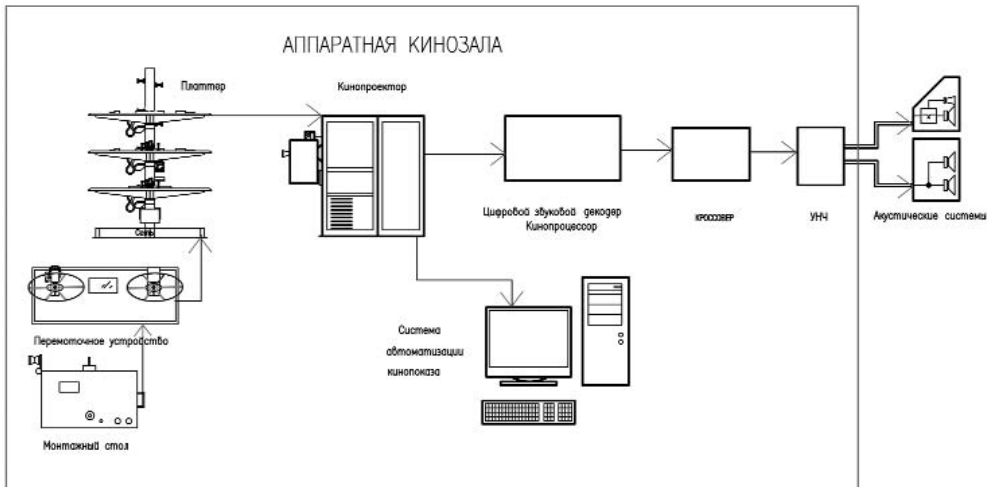 АППАРАТНАЯ КИНОЗАЛА
Платтер
Кинопроектор
Цифровой звуковой декодер
Кинопроцессор
КРОССОВЕР
УНЧ
Акустические системы
Перемоточное устройство
Система
автоматизации
кинопоказа
Монтажный стол